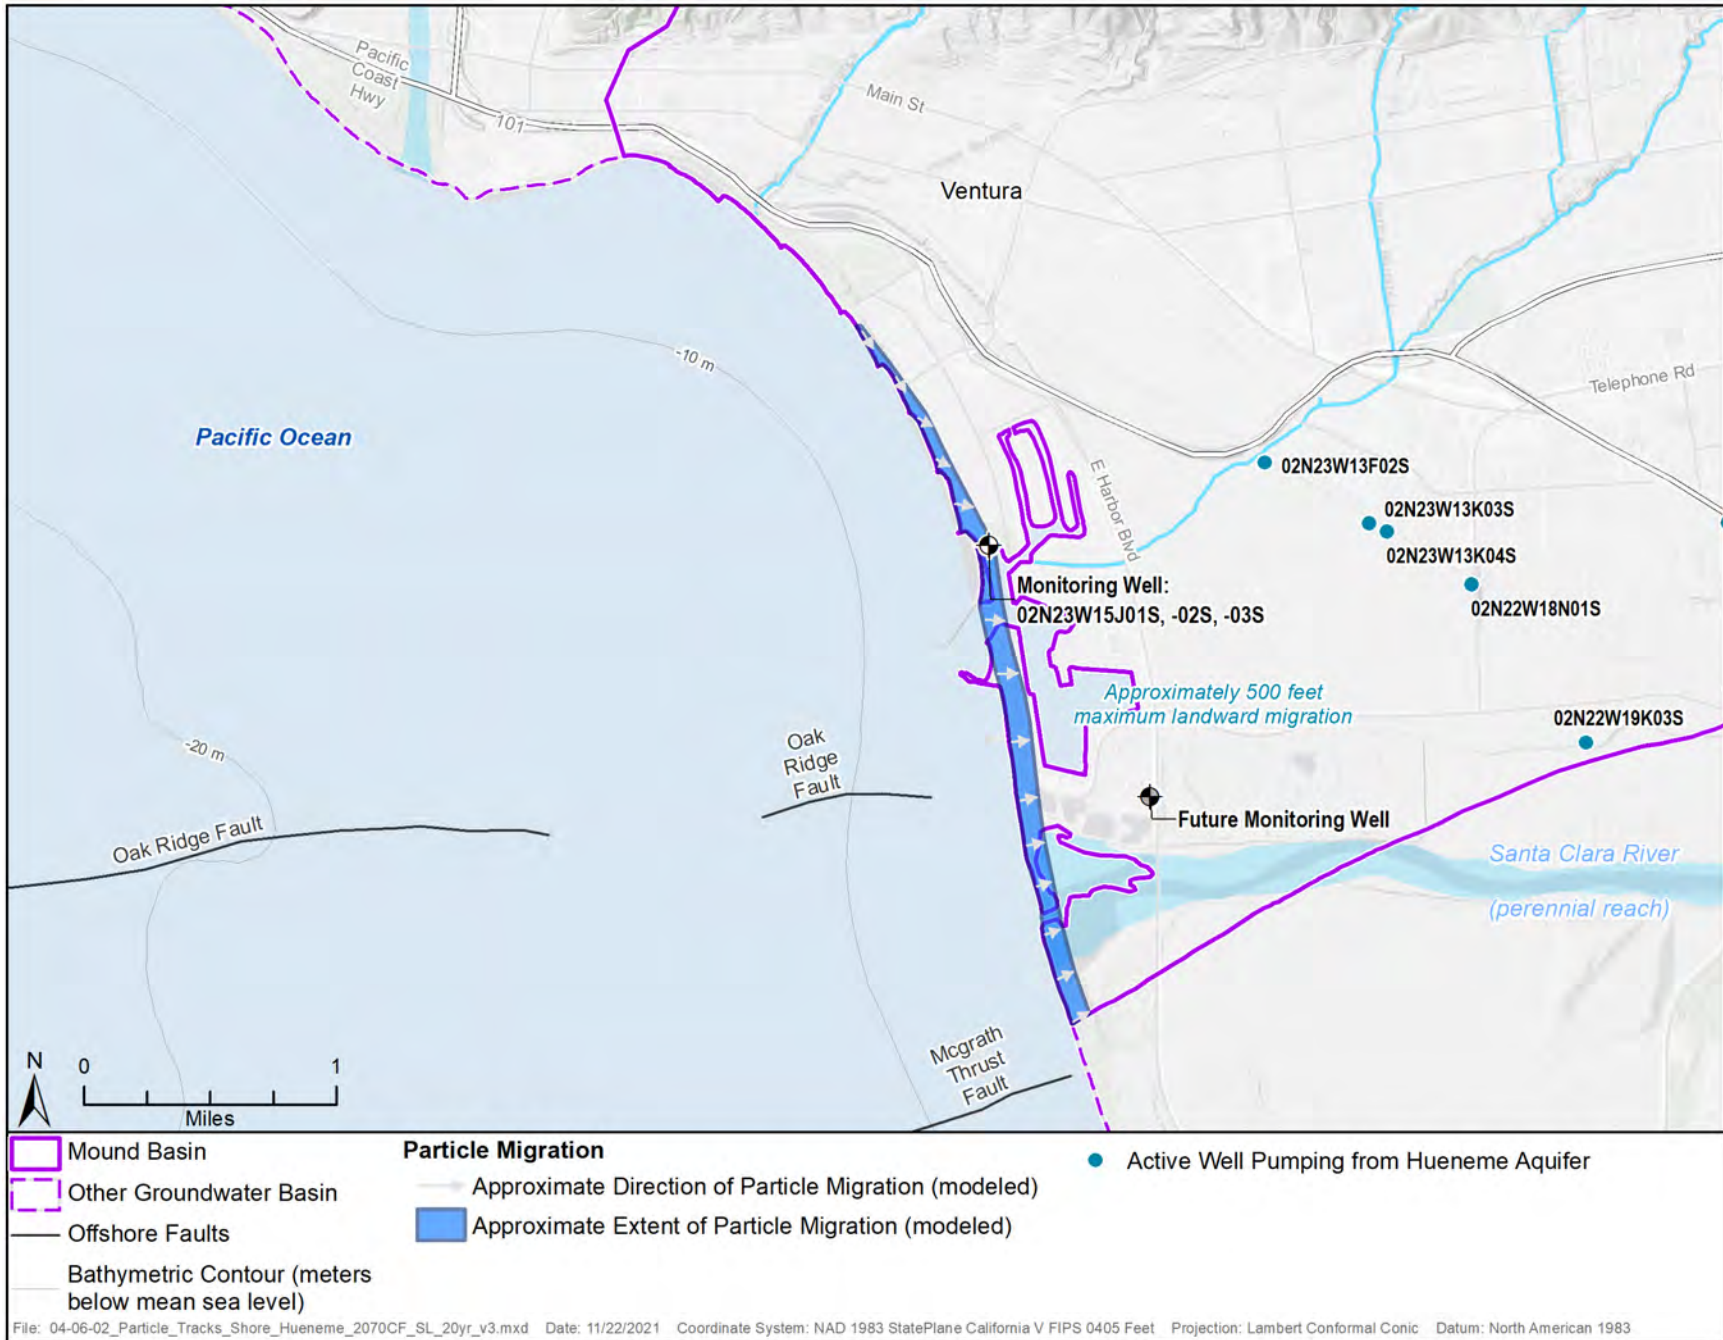 Pacific
Coast
Hwy
101
Main St
Ventura
-10 m
Telephone Rd
Pacific Ocean
E Harbor Blvd
02N23W13F02S
02N23W13K03S
02N23W13K04S
02N22W18N01S
Monitoring Well:
02N23W15J01S, -02S, -03S
Approximately 500 feet
maximum landward migration
02N22W19K03S
-20 m
Oak
Ridge
Fault
Oak Ridge Fault
Future Monitoring Well
Santa Clara River
(perennial reach)
Mcgrath
Thrust
Fault
N
0 1
Miles
Mound Basin
Other Groundwater Basin
Offshore Faults
Bathymetric Contour (meters
below mean sea level)
Particle Migration
Approximate Direction of Particle Migration (modeled)
Approximate Extent of Particle Migration (modeled)
Active Well Pumping from Hueneme Aquifer
File: 04-06-02_Particle_Tracks_Shore_Hueneme_2070CF_SL_20yr_v3.mxd Date: 11/22/2021 Coordinate System: NAD 1983 StatePlane California V FIPS 0405 Feet Projection: Lambert Conformal Conic Datum: North American 1983